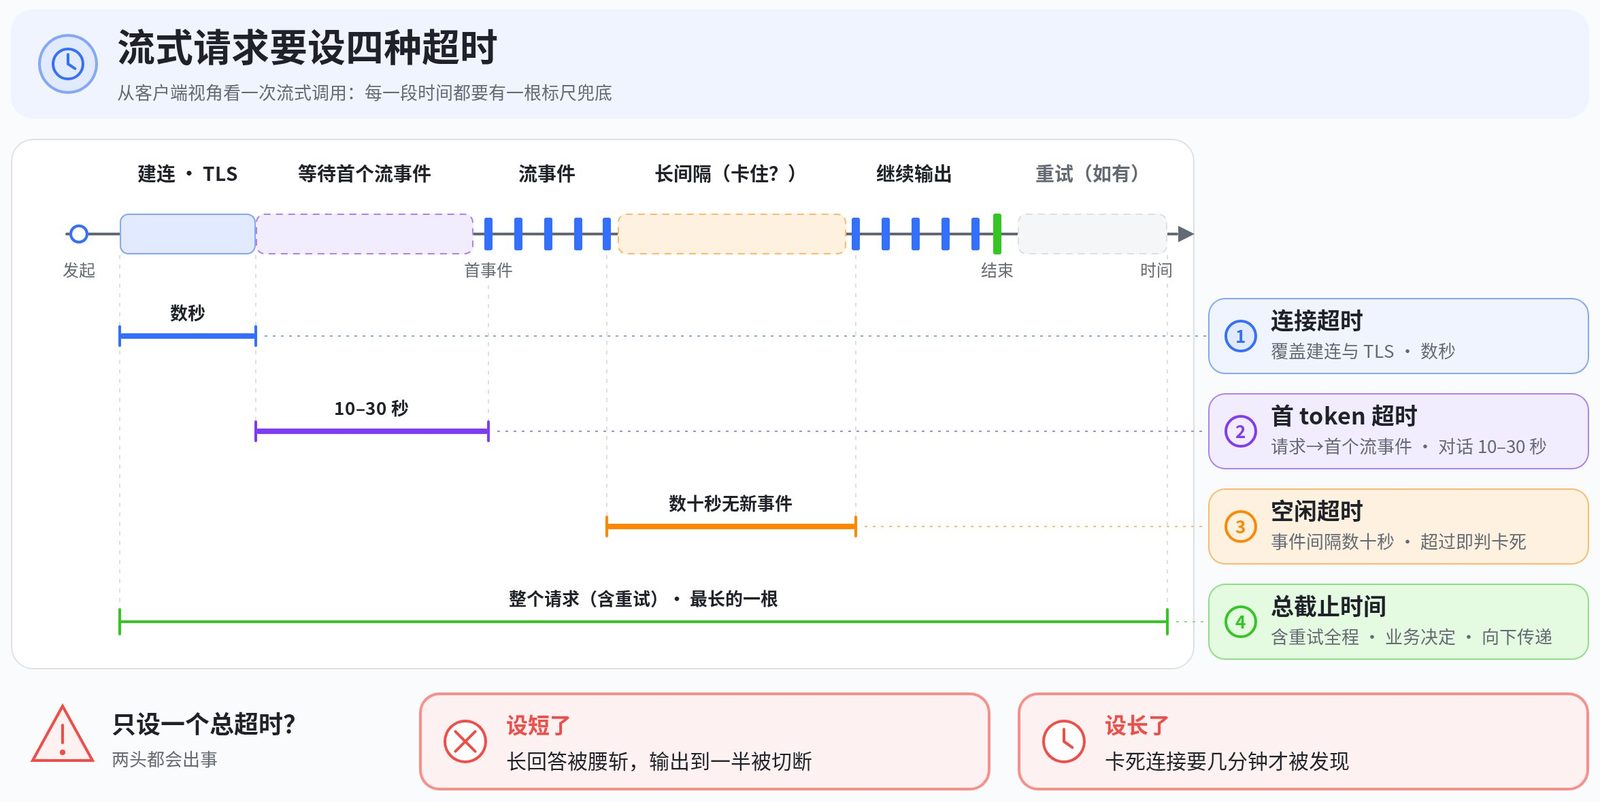 流式请求要设四种超时
从客户端视角看一次流式调用：每一段时间都要有一根标尺兜底
建连 · TLS
等待首个流事件
流事件
长间隔（卡住？）
继续输出
重试（如有）
发起
首事件
结束
时间
数秒
1
连接超时
覆盖建连与 TLS · 数秒
10–30 秒
2
首 token 超时
请求→首个流事件 · 对话 10–30 秒
数十秒无新事件
3
空闲超时
事件间隔数十秒 · 超过即判卡死
整个请求（含重试）· 最长的一根
4
总截止时间
含重试全程 · 业务决定 · 向下传递
只设一个总超时？
两头都会出事
设短了
长回答被腰斩，输出到一半被切断
设长了
卡死连接要几分钟才被发现